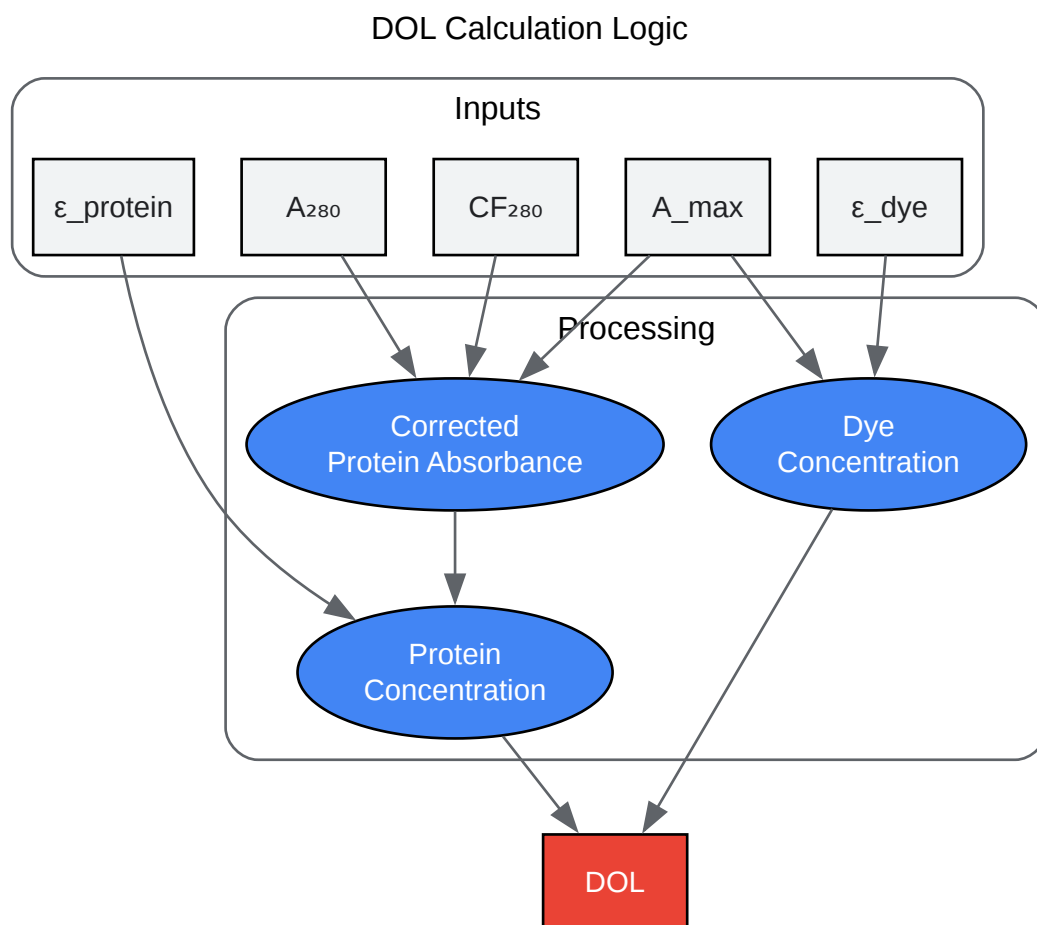 DOL Calculation Logic
Inputs
ε_protein
A₂₈₀
CF₂₈₀
A_max
ε_dye
Processing
Corrected
Protein Absorbance
Dye
Concentration
Protein
Concentration
DOL